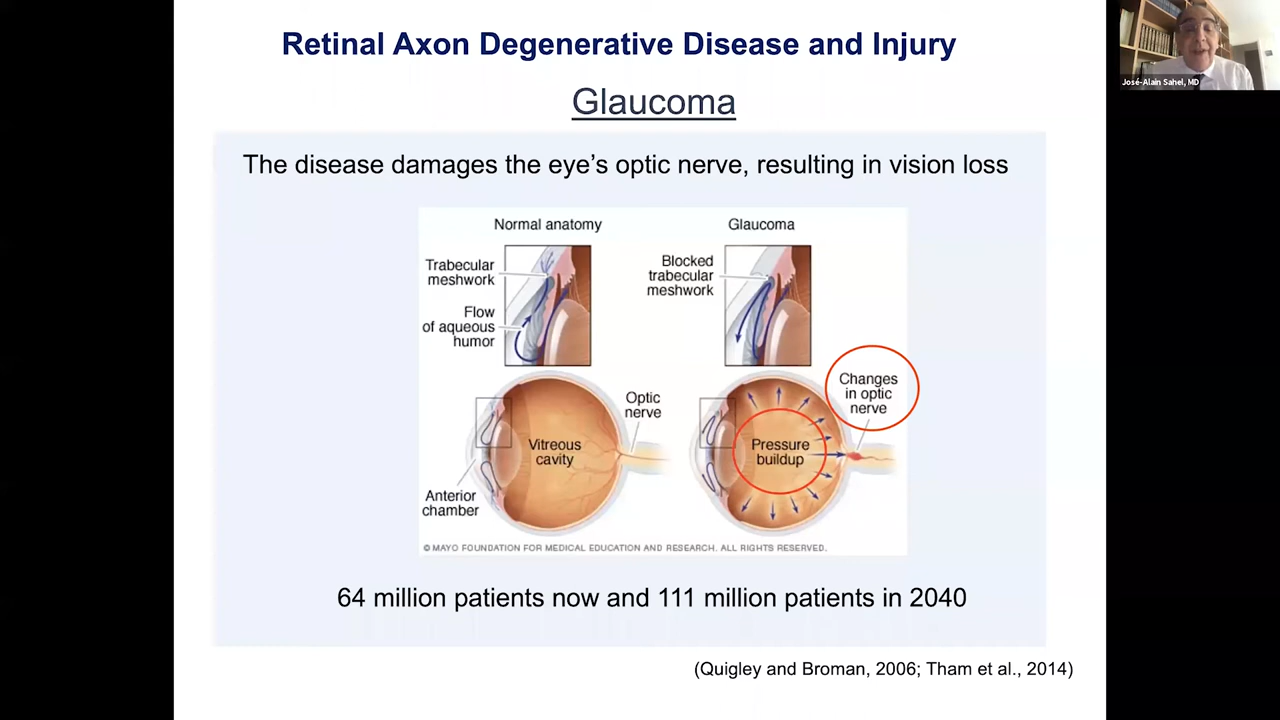 Retinal Axon Degenerative Disease and Injury
José-Alain Sahel, MD
Glaucoma
The disease damages the eye's optic nerve, resulting in vision loss
Normal anatomy
Trabecular
meshwork
Flow
of aqueous
humor
Optic
nerve
Vitreous
cavity
Anterior
chamber
Glaucoma
Blocked
trabecular
meshwork
Changes
in optic
nerve
Pressure
buildup
© MAYO FOUNDATION FOR MEDICAL EDUCATION AND RESEARCH. ALL RIGHTS RESERVED.
64 million patients now and 111 million patients in 2040
(Quigley and Broman, 2006; Tham et al., 2014)